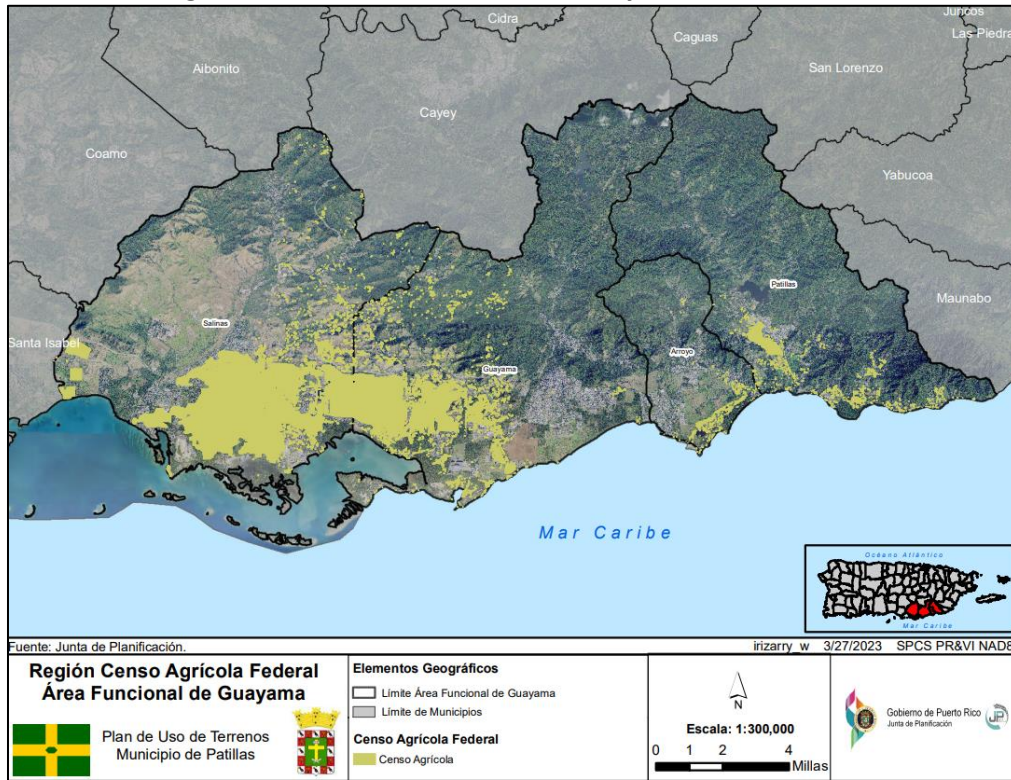 Cidra
Juncos
Las Piedra
Caguas
Aibonito
San Lorenzo
Cayey
Coamo
Yabucoa
Patillas
Maunabo
Salinas
Santa Isabel
Arroyo
Guayama
Mar Caribe
Océano Atlántico
Mar Caribe
Fuente: Junta de Planificación.
irizarry_w 3/27/2023 SPCS PR&VI NAD8
Región Censo Agrícola Federal
Área Funcional de Guayama
Plan de Uso de Terrenos
Municipio de Patillas
Elementos Geográficos
Límite Área Funcional de Guayama
Límite de Municipios
Censo Agrícola Federal
Censo Agrícola
N
Escala: 1:300,000
0 1 2 4
Millas
Gobierno de Puerto Rico
Junta de Planificación
JP